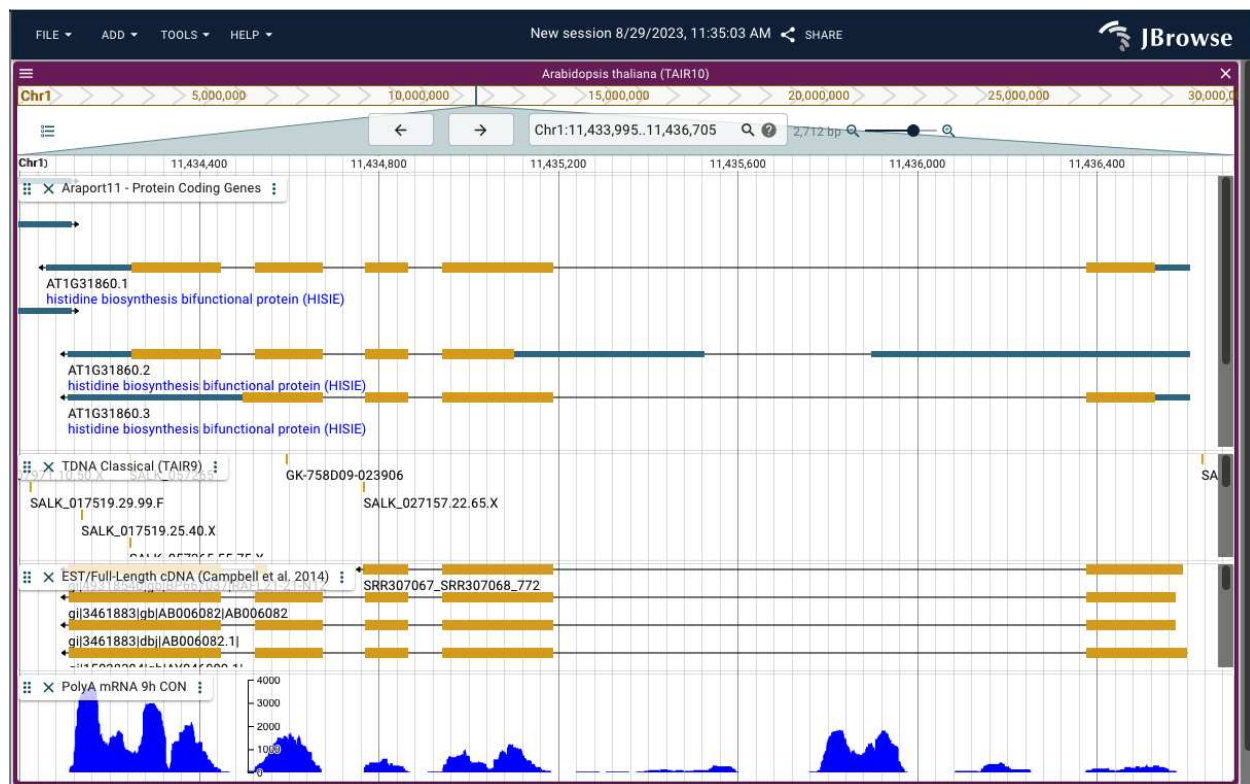 FILE ADD TOOLS HELP New session 8/29/2023, 11:35:03 AM SHARE JBrowse
Arabidopsis thaliana (TAIR10)
Chr1 5,000,000 10,000,000 15,000,000 20,000,000 25,000,000 30,000,0
Chr1:11,433,995..11,436,705 2,712 bp
Chr1) 11,434,400 11,434,800 11,435,200 11,435,600 11,436,000 11,436,400
Araport11 - Protein Coding Genes
AT1G31860.1
histidine biosynthesis bifunctional protein (HISIE)
AT1G31860.2
histidine biosynthesis bifunctional protein (HISIE)
AT1G31860.3
histidine biosynthesis bifunctional protein (HISIE)
TDNA Classical (TAIR9)
GK-758D09-023906 SA
SALK_017519.29.99.F SALK_027157.22.65.X
SALK_017519.25.40.X
EST/Full-Length cDNA (Campbell et al. 2014)
SRR307067_SRR307068_772
gi|3461883|gb|AB006082|AB006082
gi|3461883|dbj|AB006082.1|
PolyA mRNA 9h CON
4000
3000
2000
1000
0